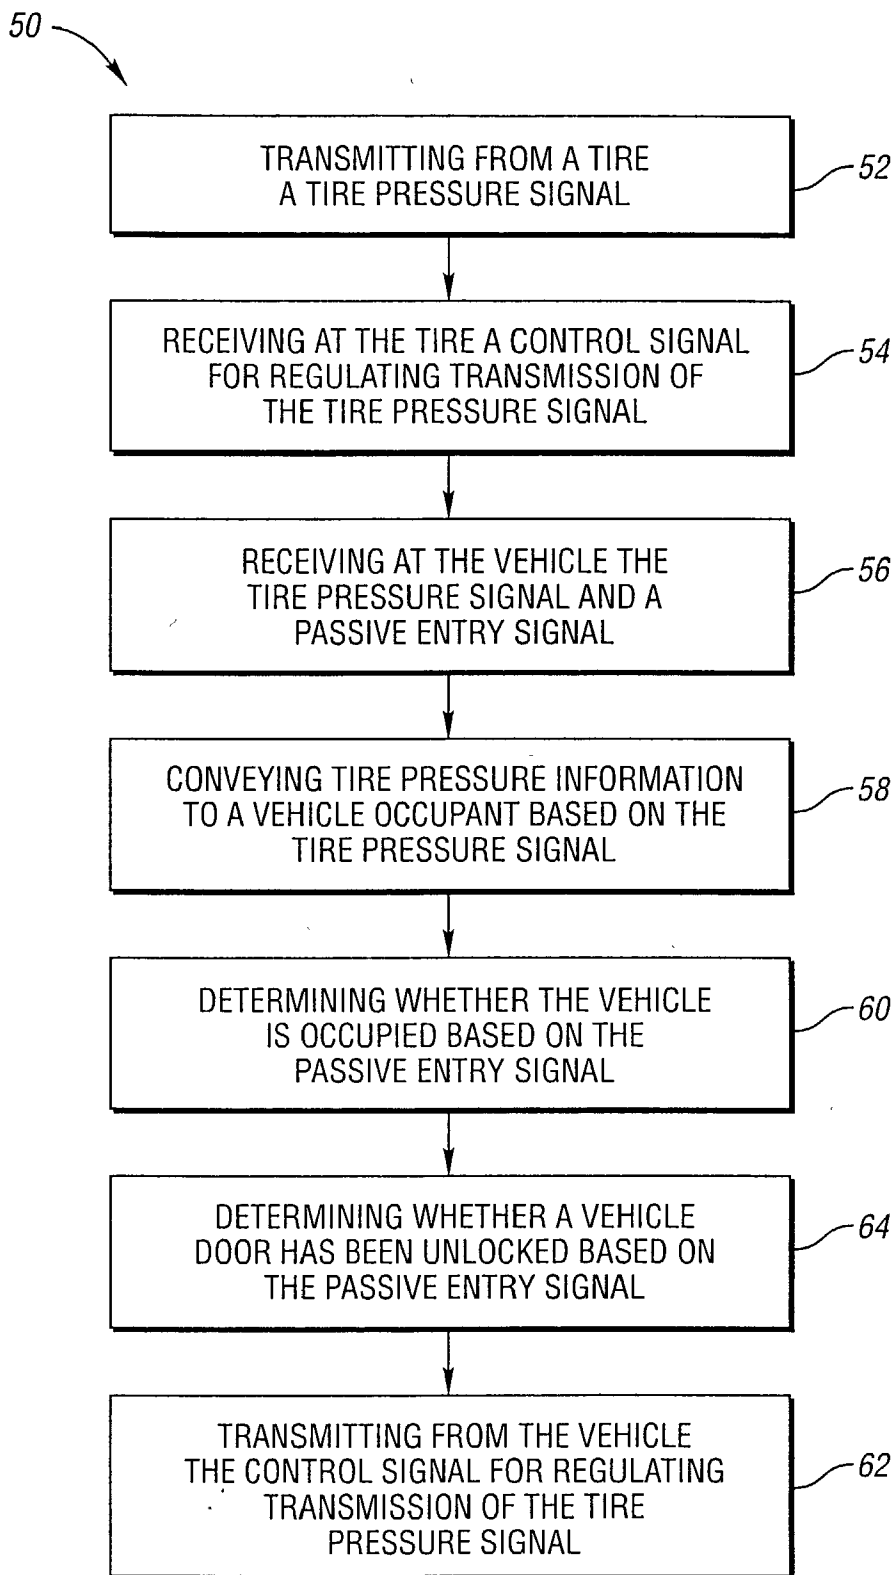 50
TRANSMITTING FROM A TIRE
A TIRE PRESSURE SIGNAL
52
RECEIVING AT THE TIRE A CONTROL SIGNAL
FOR REGULATING TRANSMISSION OF
THE TIRE PRESSURE SIGNAL
54
RECEIVING AT THE VEHICLE THE
TIRE PRESSURE SIGNAL AND A
PASSIVE ENTRY SIGNAL
56
CONVEYING TIRE PRESSURE INFORMATION
TO A VEHICLE OCCUPANT BASED ON THE
TIRE PRESSURE SIGNAL
58
DETERMINING WHETHER THE VEHICLE
IS OCCUPIED BASED ON THE
PASSIVE ENTRY SIGNAL
60
DETERMINING WHETHER A VEHICLE
DOOR HAS BEEN UNLOCKED BASED ON
THE PASSIVE ENTRY SIGNAL
64
TRANSMITTING FROM THE VEHICLE
THE CONTROL SIGNAL FOR REGULATING
TRANSMISSION OF THE TIRE
PRESSURE SIGNAL
62